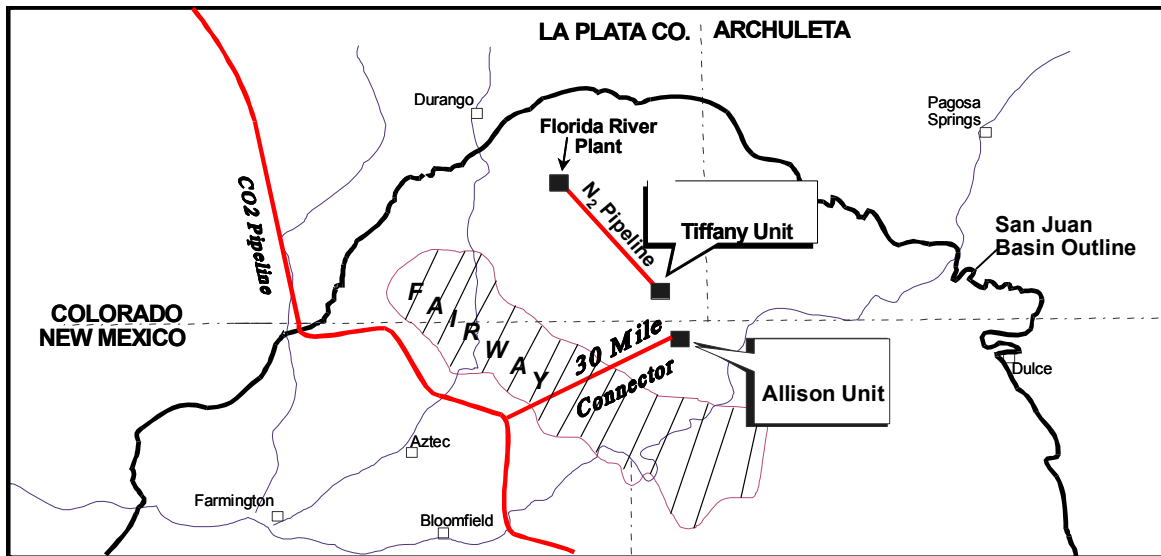 LA PLATA CO. ARCHULETA
Durango
Pagosa
Springs
Florida River
Plant
CO2 Pipeline
N2 Pipeline
Tiffany Unit
San Juan
Basin Outline
FAIRWAY
COLORADO
NEW MEXICO
30 Mile
Connector
Dulce
Allison Unit
Aztec
Farmington
Bloomfield